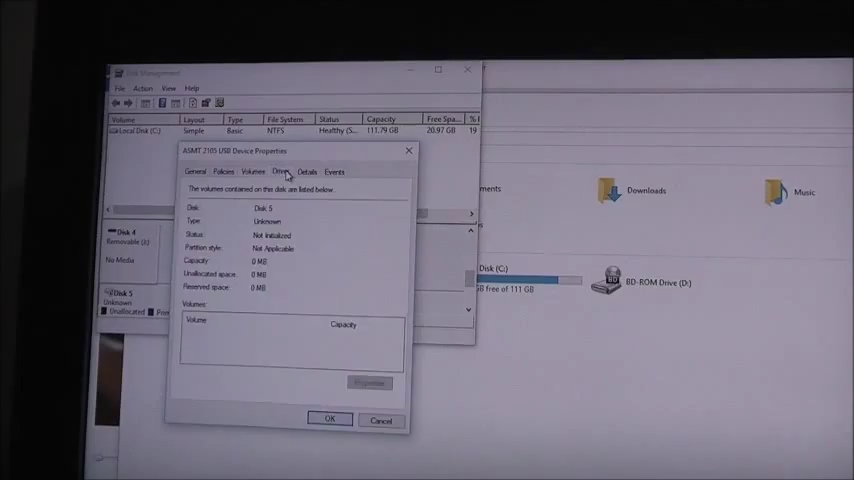 Disk Management
File Action View Help
Volume Layout Type File System Status Capacity Free Spa... %
Local Disk (C:) Simple Basic NTFS Healthy (S... 111.79 GB 20.97 GB 19
ASMT 2105 USB Device Properties
General Policies Volumes Details Events
The volumes contained on this disk are listed below.
Disk: Disk 5
Type: Unknown
Status: Not Initialized
Partition style: Not Applicable
Capacity: 0 MB
Unallocated space: 0 MB
Reserved space: 0 MB
Volumes:
Volume Capacity
Properties
OK Cancel
Disk 4
Removable
No Media
Disk 5
Unknown
Unallocated
ments
Downloads
Music
Disk (C:)
free of 111 GB
BD-ROM Drive (D:)